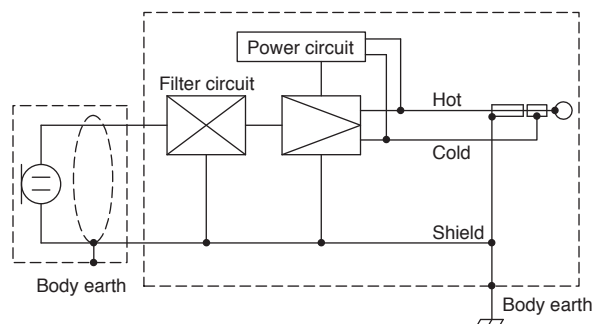 Power circuit
Filter circuit
Hot
Cold
Shield
Body earth
Body earth